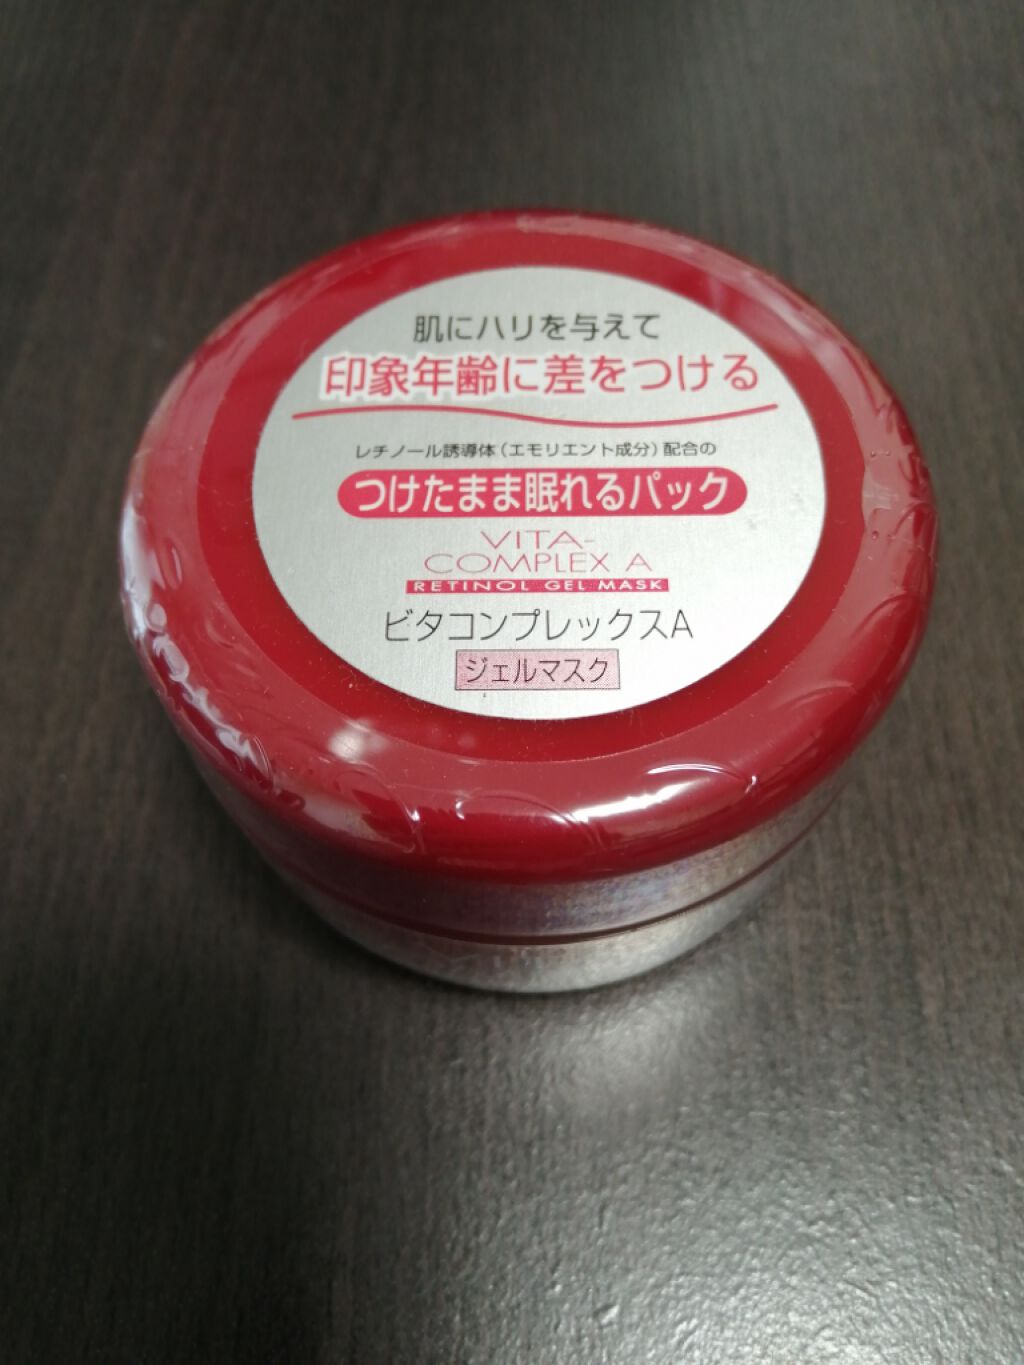 肌にハリを与えて
印象年齢に差をつける
レチノール誘導体(エモリエント成分)配合の
つけたまま眠れるパック
VITA-
COMPLEX A
RETINOL GEL MASK
ビタコンプレックスA
ジェルマスク